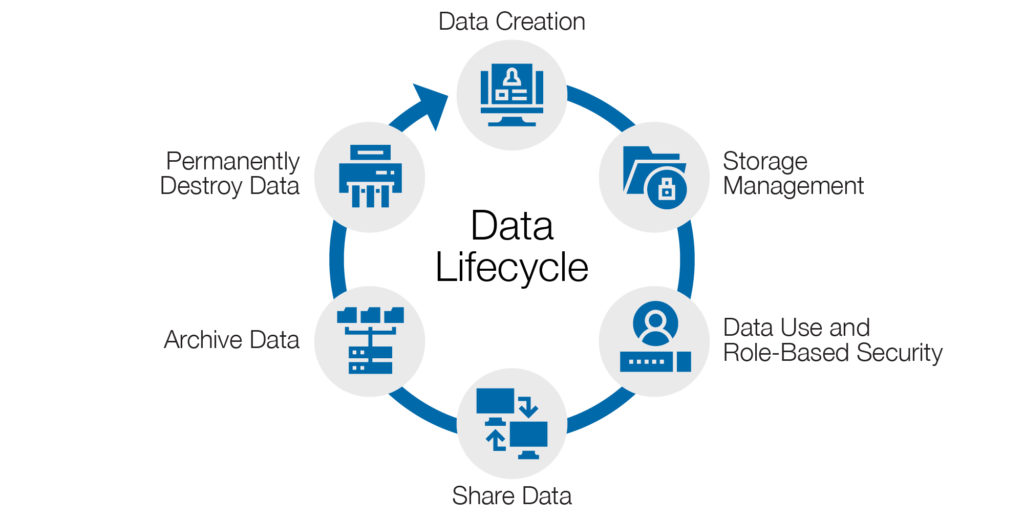 Data Creation
Storage
Management
Data Use and
Role-Based Security
Share Data
Archive Data
Permanently
Destroy Data
Data
Lifecycle